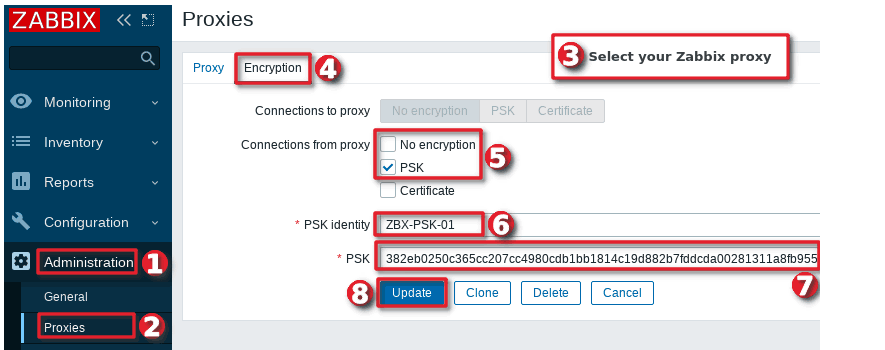 ZABBIX
Proxies
3 Select your Zabbix proxy
Proxy Encryption 4
Monitoring
Inventory
Reports
Configuration
Administration 1
General
Proxies 2
Connections to proxy No encryption PSK Certificate
Connections from proxy No encryption
PSK 5
Certificate
* PSK identity ZBX-PSK-01 6
* PSK 382eb0250c365cc207cc4980cdb1bb1814c19d882b7fddcda00281311a8fb955
7
8 Update Clone Delete Cancel